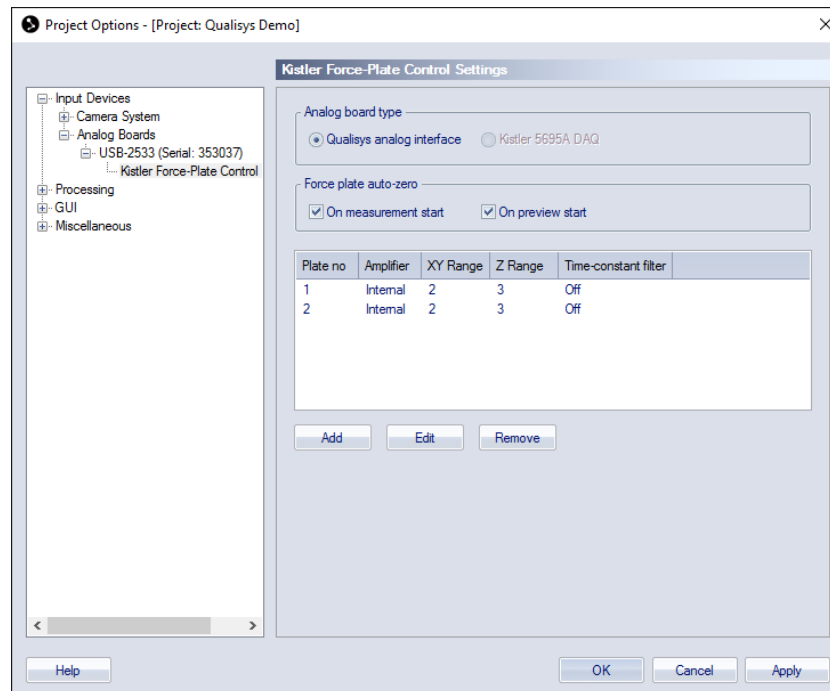 Project Options - [Project: Qualisys Demo]
Kistler Force-Plate Control Settings
Input Devices
Camera System
Analog Boards
USB-2533 (Serial: 353037)
Kistler Force-Plate Control
Processing
GUI
Miscellaneous
Analog board type
Qualisys analog interface Kistler 5695A DAQ
Force plate auto-zero
On measurement start On preview start
Plate no Amplifier XY Range Z Range Time-constant filter
1 Internal 2 3 Off
2 Internal 2 3 Off
Add Edit Remove
Help OK Cancel Apply